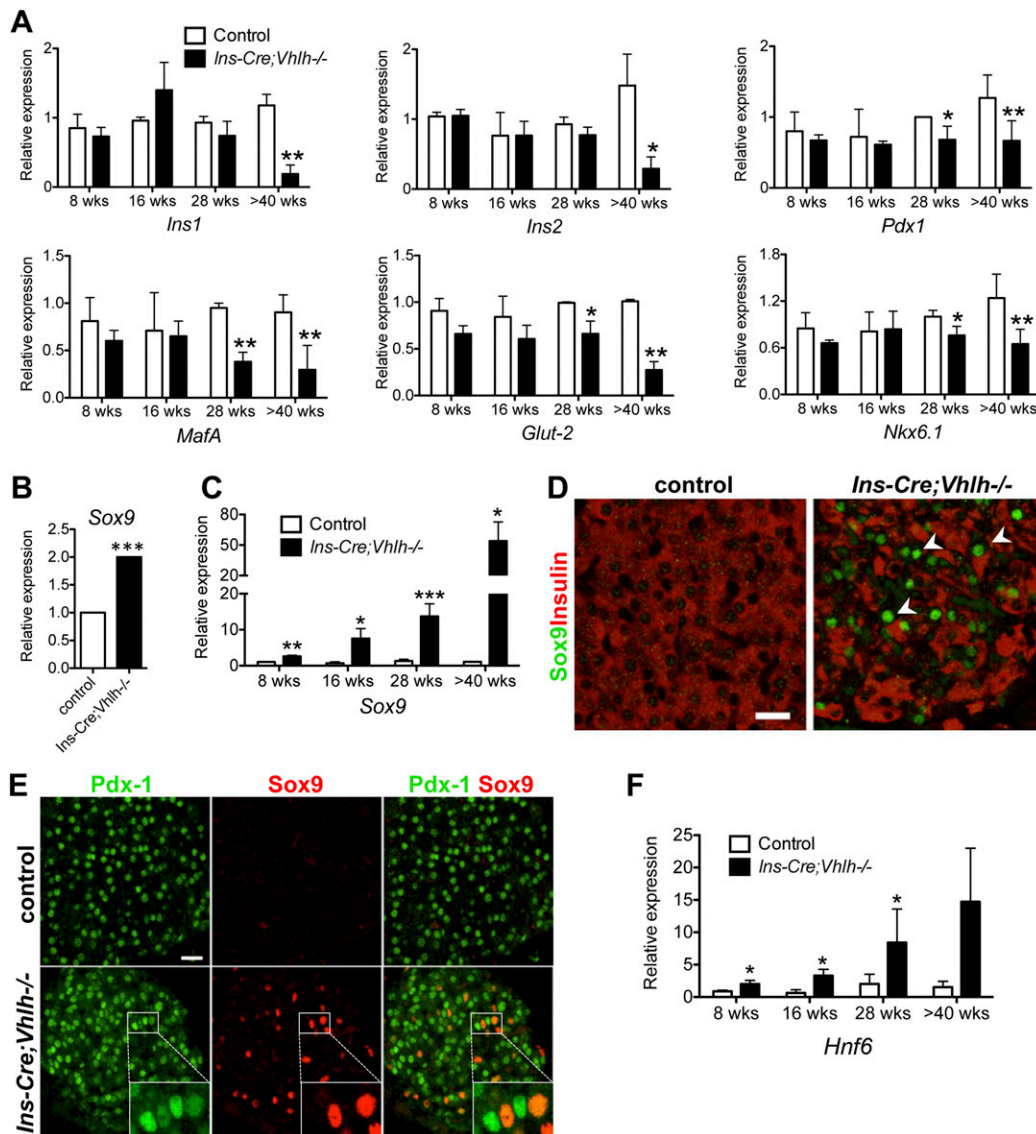 A
Control
Ins-Cre;Vhlh-/-
Relative expression
2
1
0
**
8 wks 16 wks 28 wks >40 wks
Ins1
Relative expression
2
1
0
*
8 wks 16 wks 28 wks >40 wks
Ins2
Relative expression
2
1
0
* **
8 wks 16 wks 28 wks >40 wks
Pdx1
Relative expression
1.5
1.0
0.5
0.0
** **
8 wks 16 wks 28 wks >40 wks
MafA
Relative expression
1.5
1.0
0.5
0.0
* **
8 wks 16 wks 28 wks >40 wks
Glut-2
Relative expression
1.8
1.2
0.6
0.0
* **
8 wks 16 wks 28 wks >40 wks
Nkx6.1
B
Sox9
Relative expression
2.5
2.0
1.5
1.0
0.5
0.0
***
control
Ins-Cre;Vhlh-/-
C
Control
Ins-Cre;Vhlh-/-
Relative expression
80
60
50
40
20
20
10
0
** * *** *
8 wks 16 wks 28 wks >40 wks
Sox9
D
control Ins-Cre;Vhlh-/-
Sox9Insulin
E
Pdx-1 Sox9 Pdx-1 Sox9
control
Ins-Cre;Vhlh-/-
F
Control
Ins-Cre;Vhlh-/-
Relative expression
25
20
15
10
5
0
* * *
8 wks 16 wks 28 wks >40 wks
Hnf6